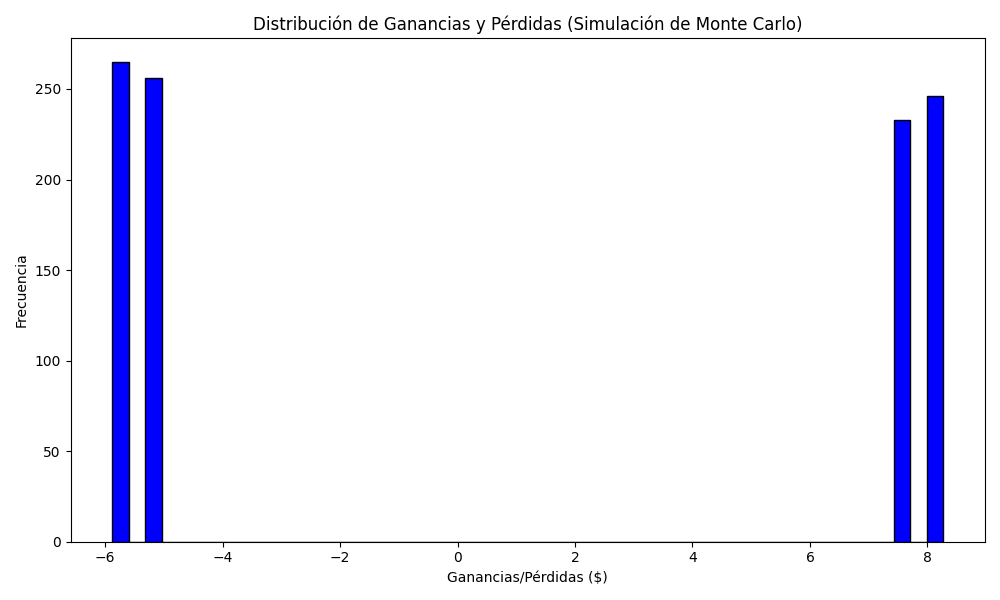 Distribución de Ganancias y Pérdidas (Simulación de Monte Carlo)
250
200
150
100
50
0
Frecuencia
−6 −4 −2 0 2 4 6 8
Ganancias/Pérdidas ($)